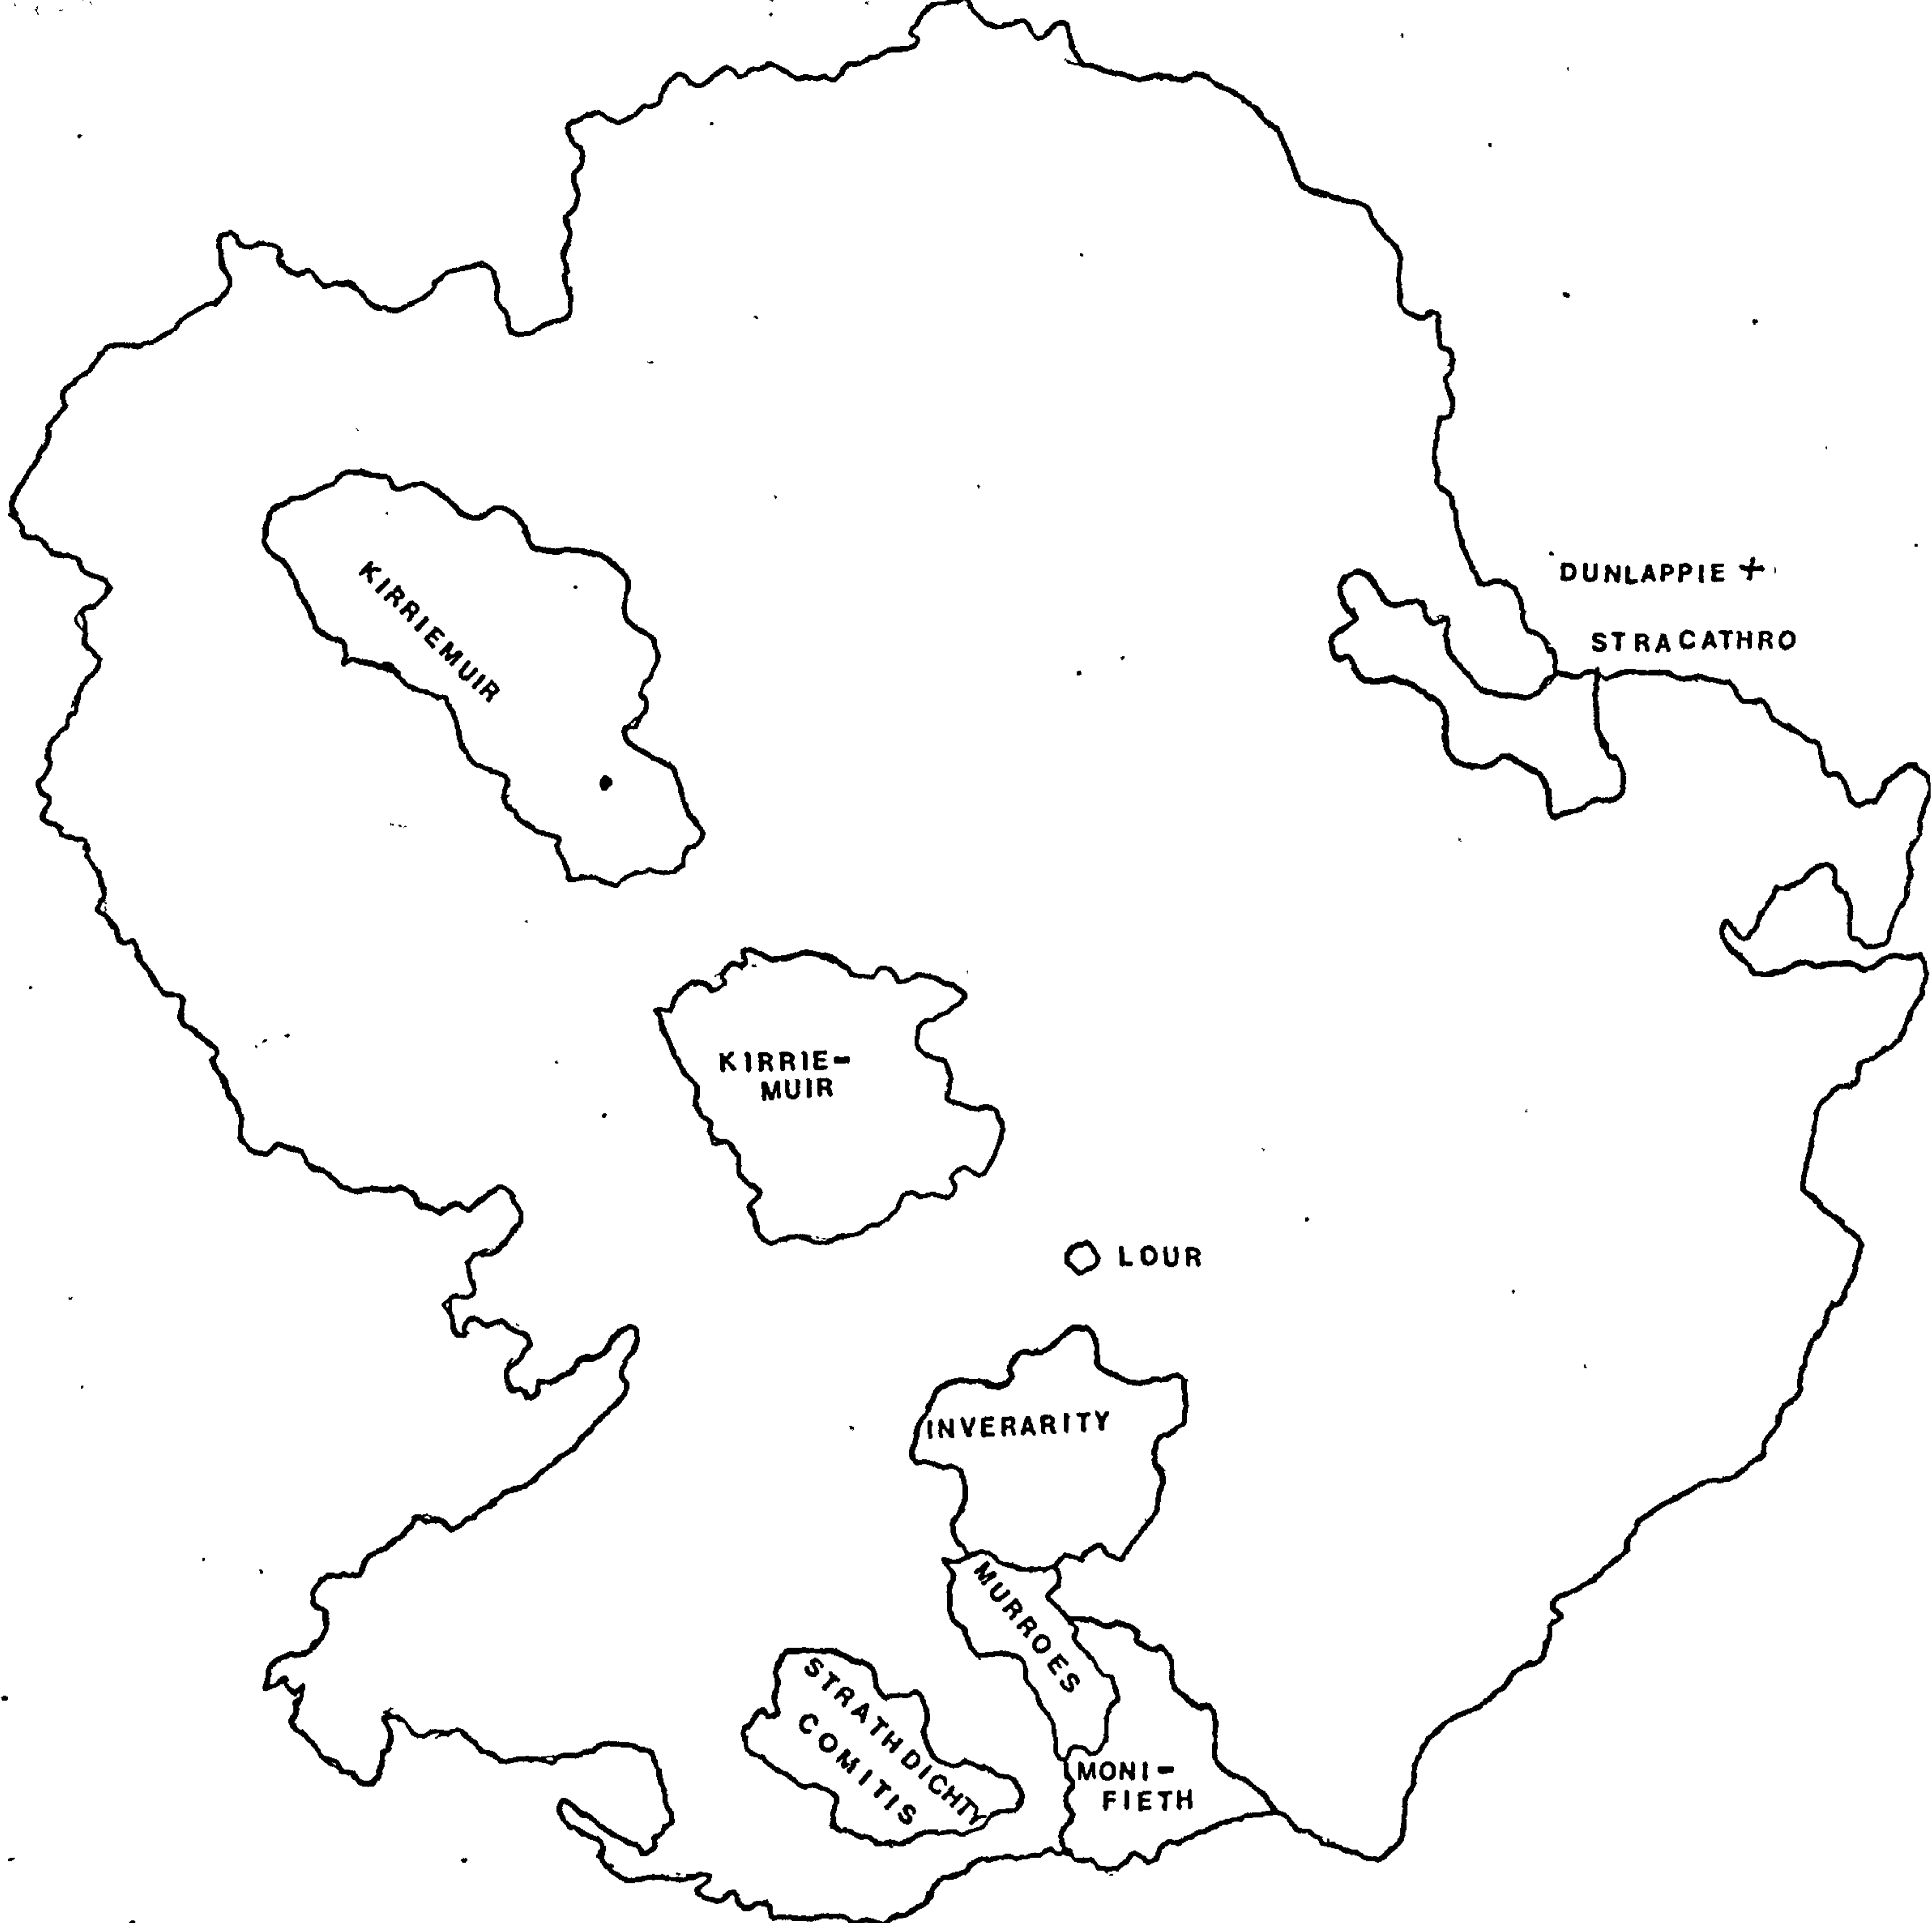 DUNLAPPIE +
STRACATHRO
KIRRIEMUIR
KIRRIE-
MUIR
LOUR
INVERARITY
MURROES
STRATHDICHTY
COMITIS
MONI-
FIETH